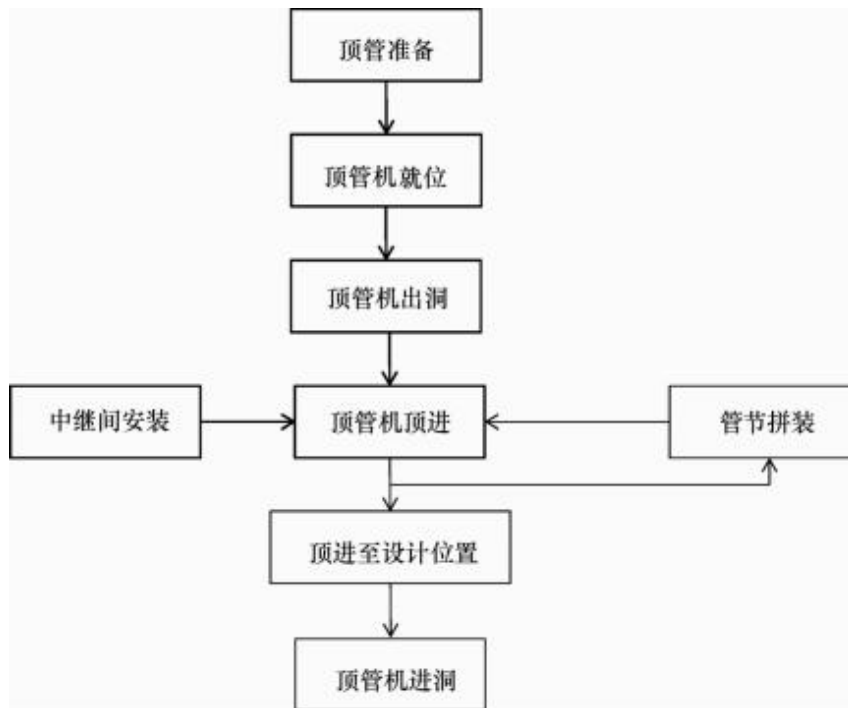 顶管准备
顶管机就位
顶管机出洞
中继间安装
顶管机顶进
管节拼装
顶进至设计位置
顶管机进洞